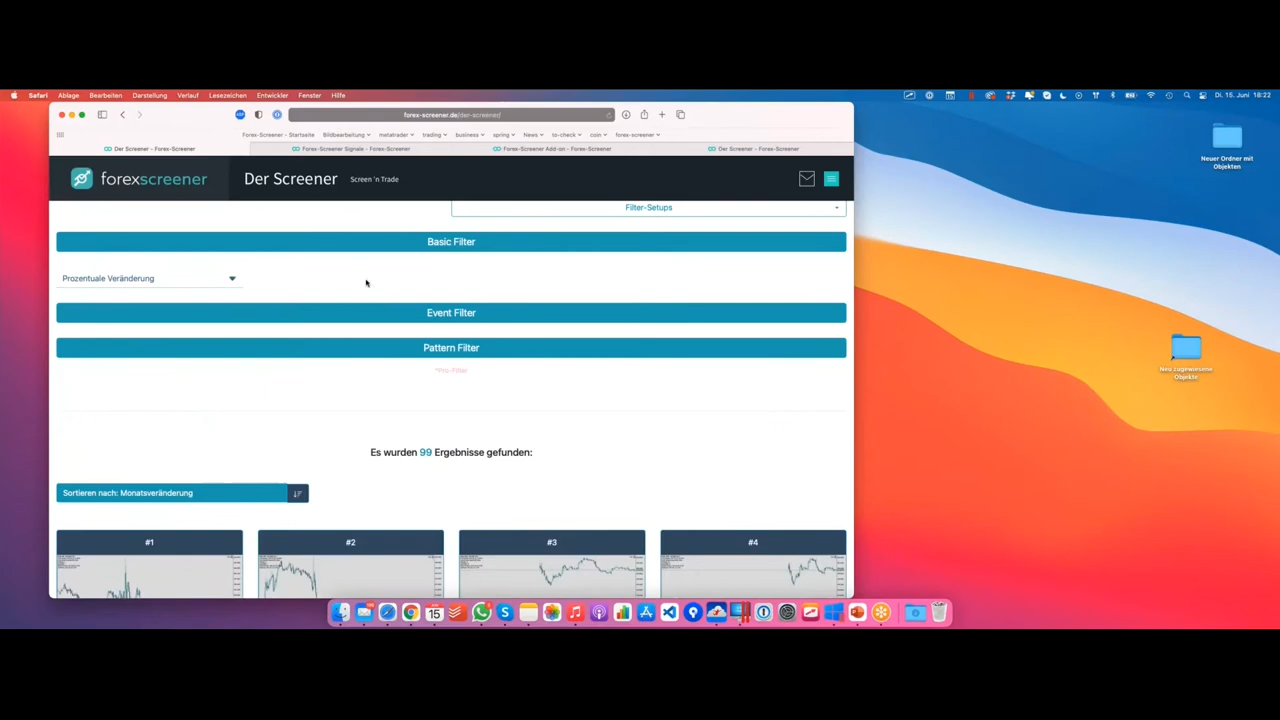 Safari Ablage Bearbeiten Darstellung Verlauf Lesezeichen Entwickler Fenster Hilfe
Di. 15. Juni 18:22
forex-screener.de/der-screener/
Forex-Screener - Startseite Bildbearbeitung metatrader trading business spring News to-check coin forex-screener
Der Screener - Forex-Screener
Forex-Screener Signale - Forex-Screener
Forex-Screener Add-on - Forex-Screener
Der Screener - Forex-Screener
forexscreener
Der Screener Screen 'n Trade
Filter-Setups
Basic Filter
Prozentuale Veränderung
Event Filter
Pattern Filter
*Pro-Filter
Es wurden 99 Ergebnisse gefunden:
Sortieren nach: Monatsveränderung
#1 #2 #3 #4
Neuer Ordner mit
Objekten
Neu zugewiesene
Objekte
15